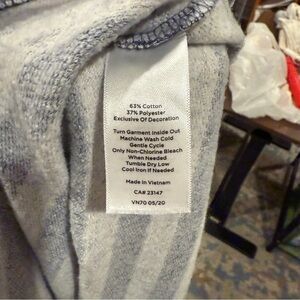 63% Cotton
37% Polyester
Exclusive Of Decoration
Turn Garment Inside Out
Machine Wash Cold
Gentle Cycle
Only Non-Chlorine Bleach
When Needed
Tumble Dry Low
Cool Iron If Needed
Made in Vietnam
CA# 23147
VN70 05/20